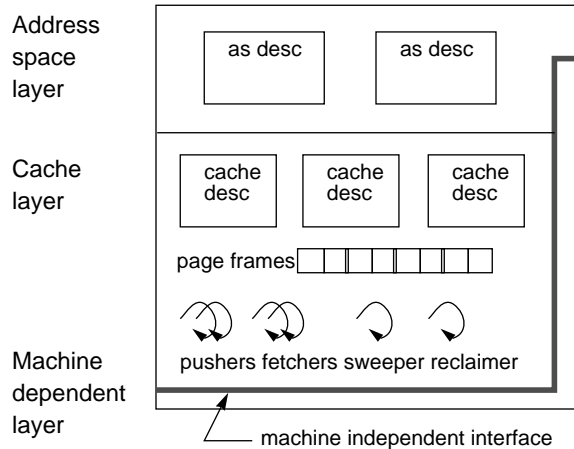 Address
space
layer
as desc
as desc
Cache
layer
cache
desc
cache
desc
cache
desc
page frames
pushers fetchers sweeper reclaimer
Machine
dependent
layer
machine independent interface